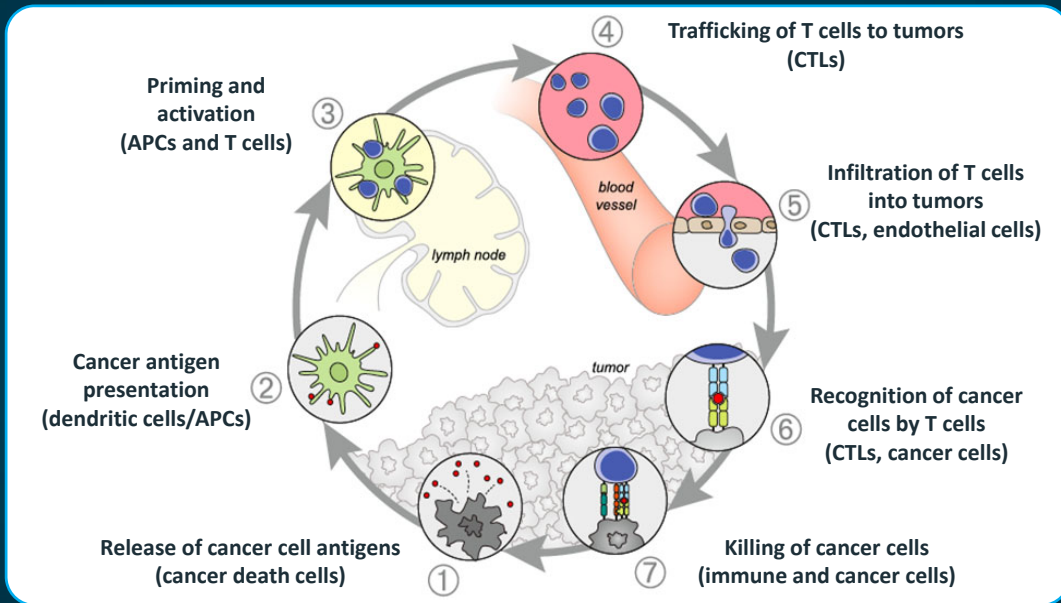 ④
Trafficking of T cells to tumors
(CTLs)
Priming and
activation
(APCs and T cells)
③
blood
vessel
Infiltration of T cells
into tumors
(CTLs, endothelial cells)
⑤
lymph node
Cancer antigen
presentation
(dendritic cells/APCs)
②
tumor
Recognition of cancer
cells by T cells
(CTLs, cancer cells)
⑥
Release of cancer cell antigens
(cancer death cells)
①
⑦
Killing of cancer cells
(immune and cancer cells)